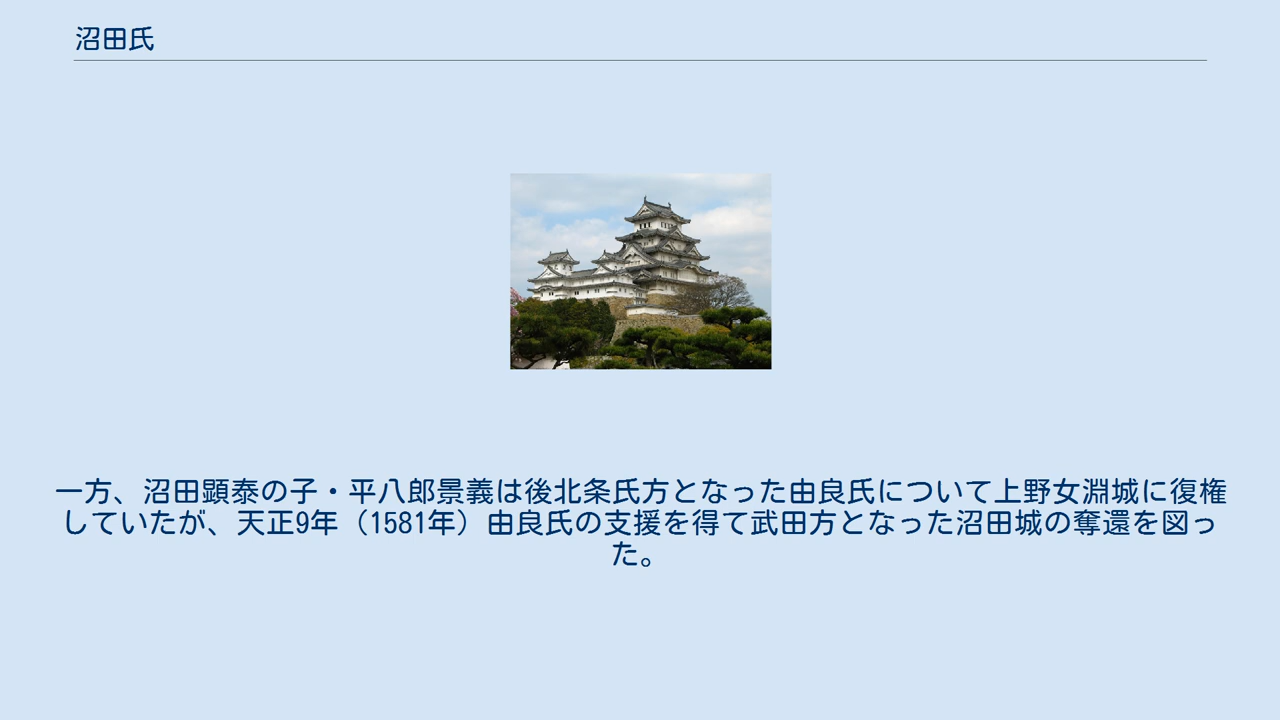 沼田氏
一方、沼田顕泰の子・平八郎景義は後北条氏方となった由良氏について上野女淵城に復権
していたが、天正9年（1581年）由良氏の支援を得て武田方となった沼田城の奪還を図っ
た。